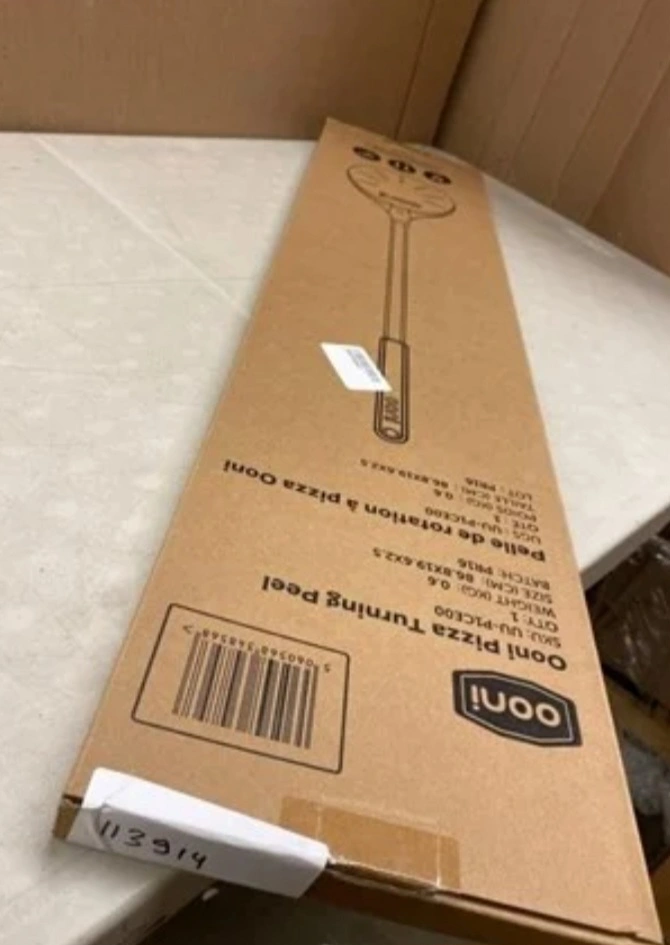 ooni
Ooni Pizza Turning Peel
SKU: UU-P1CE00
QTY: 1
WEIGHT (KG): 0.6
SIZE (CM): 86.8X19.6X2.5
BATCH: PR16
Pelle de rotation à pizza Ooni
UGS : UU-P1CE00
QTÉ : 1
POIDS (KG) : 0.6
TAILLE (CM) : 86.8X19.6X2.5
LOT : PR16
ooni
113914